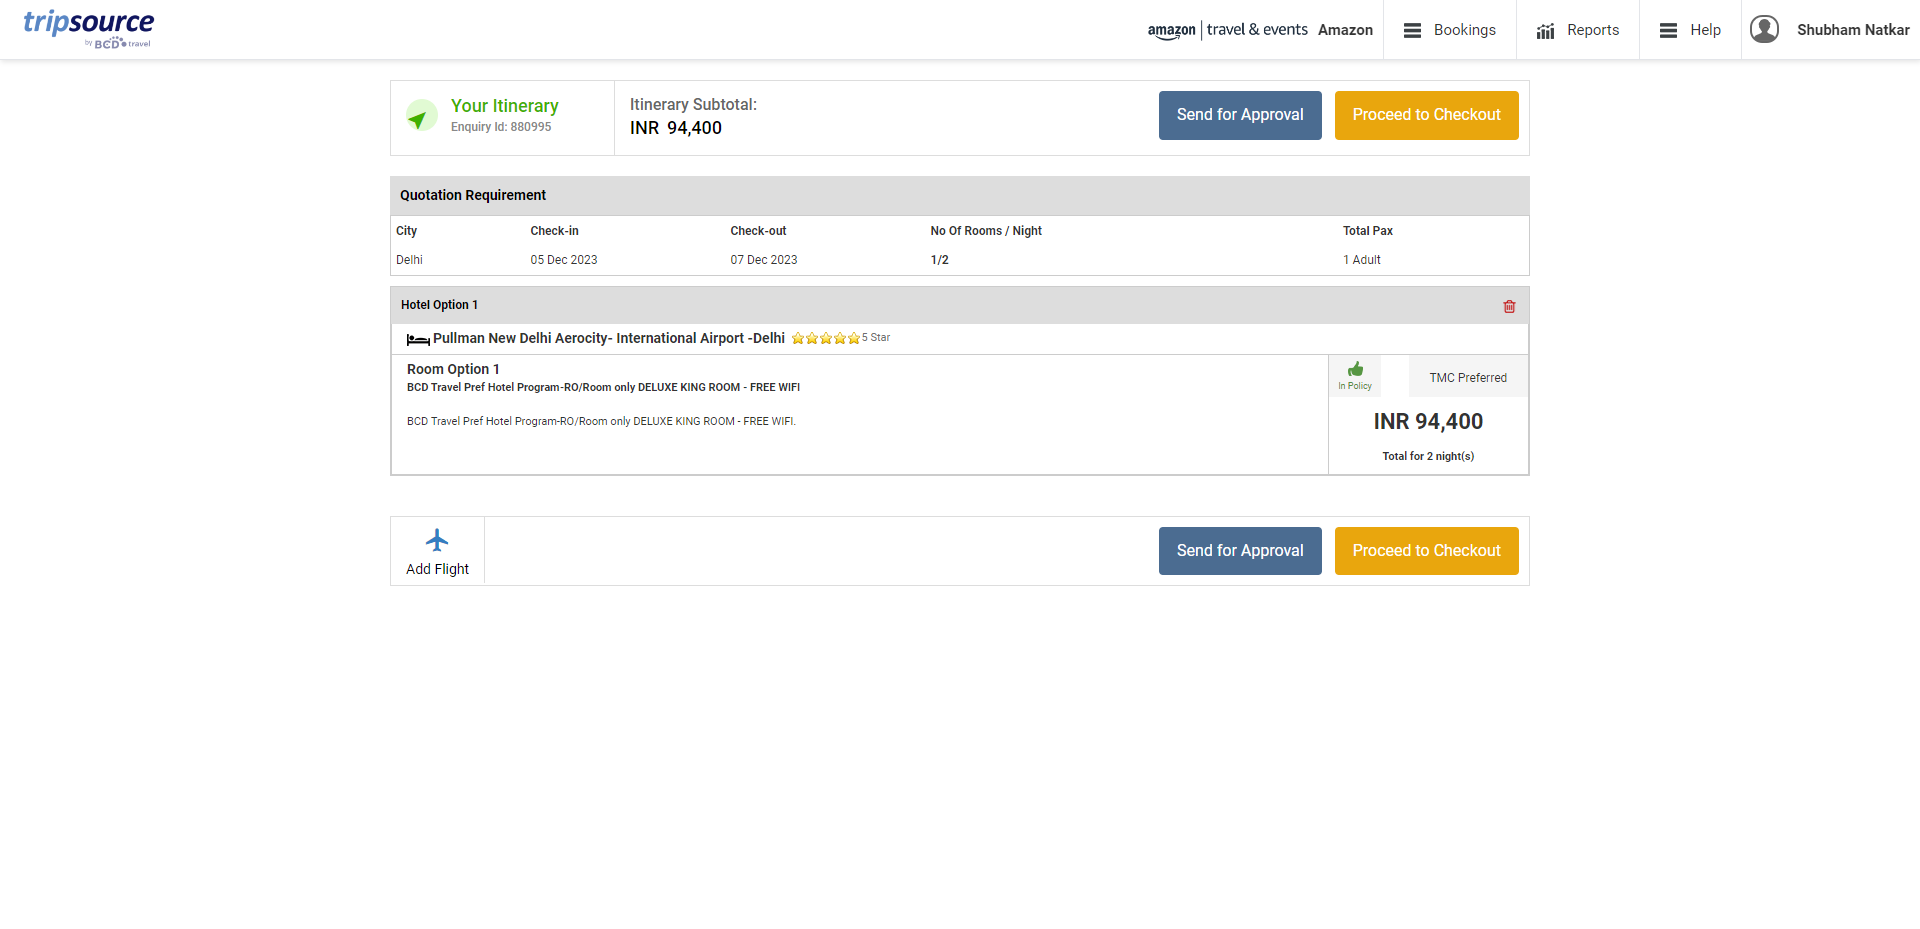 tripsource
by BCD travel
amazon travel & events Amazon
Bookings
Reports
Help
Shubham Natkar
Your Itinerary
Enquiry Id: 880995
Itinerary Subtotal:
INR 94,400
Send for Approval
Proceed to Checkout
Quotation Requirement
City Check-in Check-out No Of Rooms / Night Total Pax
Delhi 05 Dec 2023 07 Dec 2023 1/2 1 Adult
Hotel Option 1
Pullman New Delhi Aerocity- International Airport -Delhi 5 Star
Room Option 1
BCD Travel Pref Hotel Program-RO/Room only DELUXE KING ROOM - FREE WIFI
BCD Travel Pref Hotel Program-RO/Room only DELUXE KING ROOM - FREE WIFI.
In Policy
TMC Preferred
INR 94,400
Total for 2 night(s)
Add Flight
Send for Approval
Proceed to Checkout